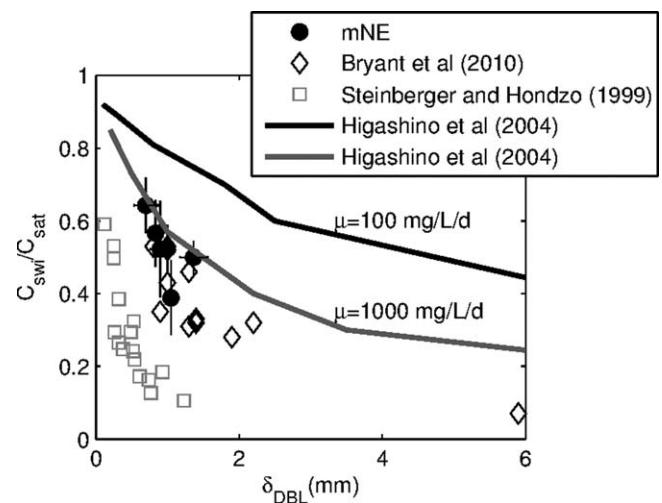 mNE
Bryant et al (2010)
Steinberger and Hondzo (1999)
Higashino et al (2004)
Higashino et al (2004)
1
0.8
0.6
0.4
0.2
0
C_swi/C_sat
μ=100 mg/L/d
μ=1000 mg/L/d
0 2 4 6
δ_DBL(mm)